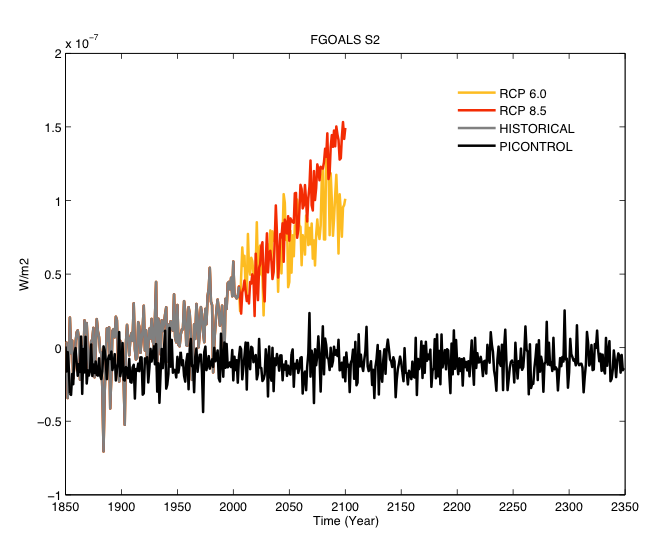 FGOALS S2
x 10⁻⁷
2
1.5
1
0.5
0
−0.5
−1
W/m2
RCP 6.0
RCP 8.5
HISTORICAL
PICONTROL
1850 1900 1950 2000 2050 2100 2150 2200 2250 2300 2350
Time (Year)